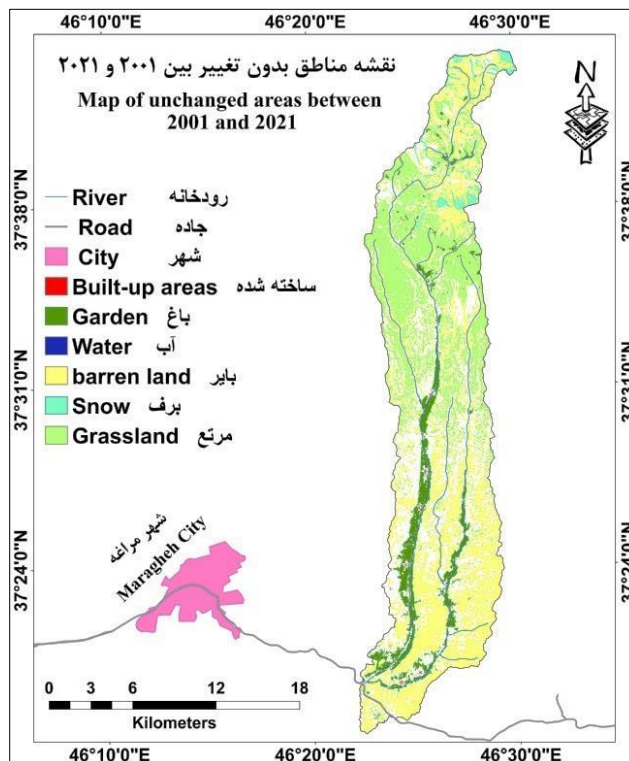 46°10'0"E 46°20'0"E 46°30'0"E
نقشه مناطق بدون تغییر بین ۲۰۰۱ و ۲۰۲۱
Map of unchanged areas between
2001 and 2021
N
37°38'0"N 37°38'0"N
River رودخانه
Road جاده
City شهر
Built-up areas ساخته شده
Garden باغ
Water آب
barren land بایر
Snow برف
Grassland مرتع
37°31'0"N 37°31'0"N
شهر مراغه
Maragheh City
37°24'0"N 37°24'0"N
0 3 6 12 18
Kilometers
46°10'0"E 46°20'0"E 46°30'0"E